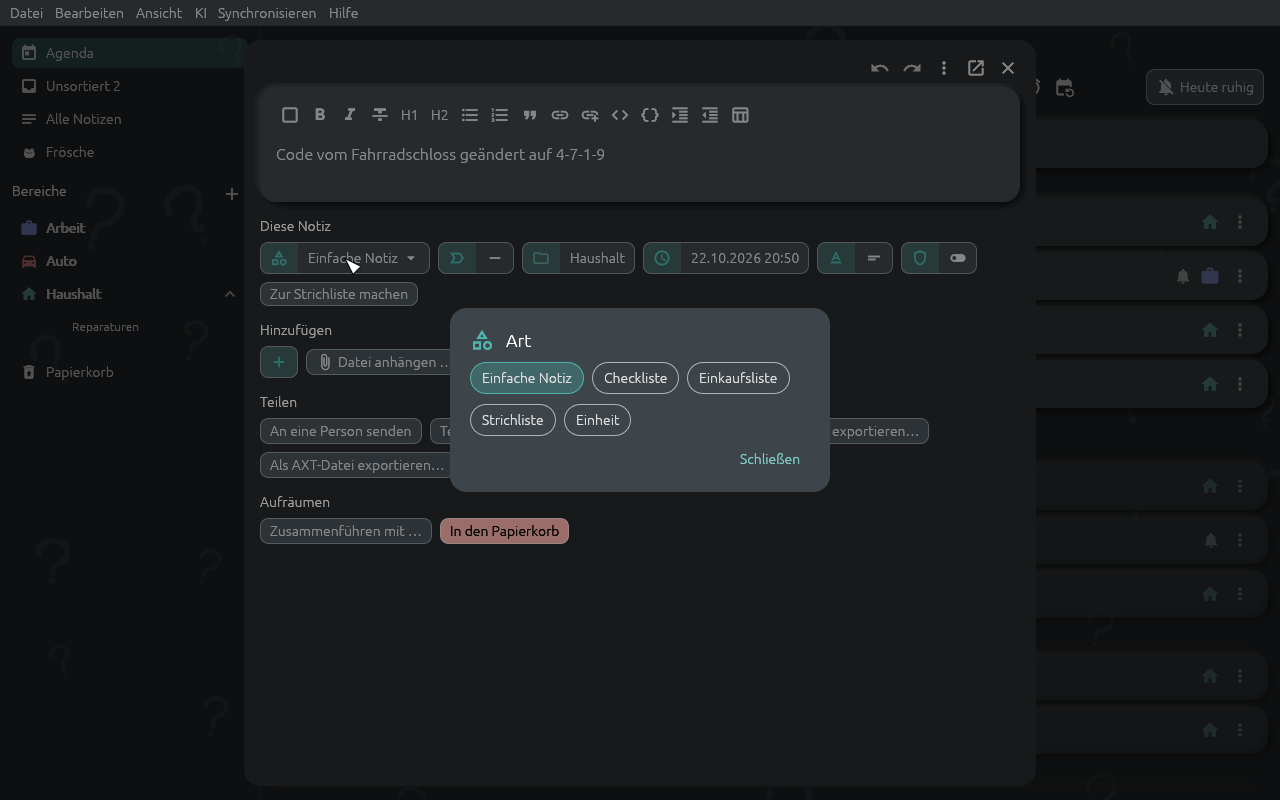 Datei Bearbeiten Ansicht KI Synchronisieren Hilfe
Agenda
Unsortiert 2
Alle Notizen
Frösche
Bereiche
Arbeit
Auto
Haushalt
Reparaturen
Papierkorb
Heute ruhig
B I S H1 H2
Code vom Fahrradschloss geändert auf 4-7-1-9
Diese Notiz
Einfache Notiz Haushalt 22.10.2026 20:50
Zur Strichliste machen
Hinzufügen
Datei anhängen ..
Teilen
An eine Person senden exportieren…
Als AXT-Datei exportieren…
Aufräumen
Zusammenführen mit … In den Papierkorb
Art
Einfache Notiz Checkliste Einkaufsliste
Strichliste Einheit
Schließen